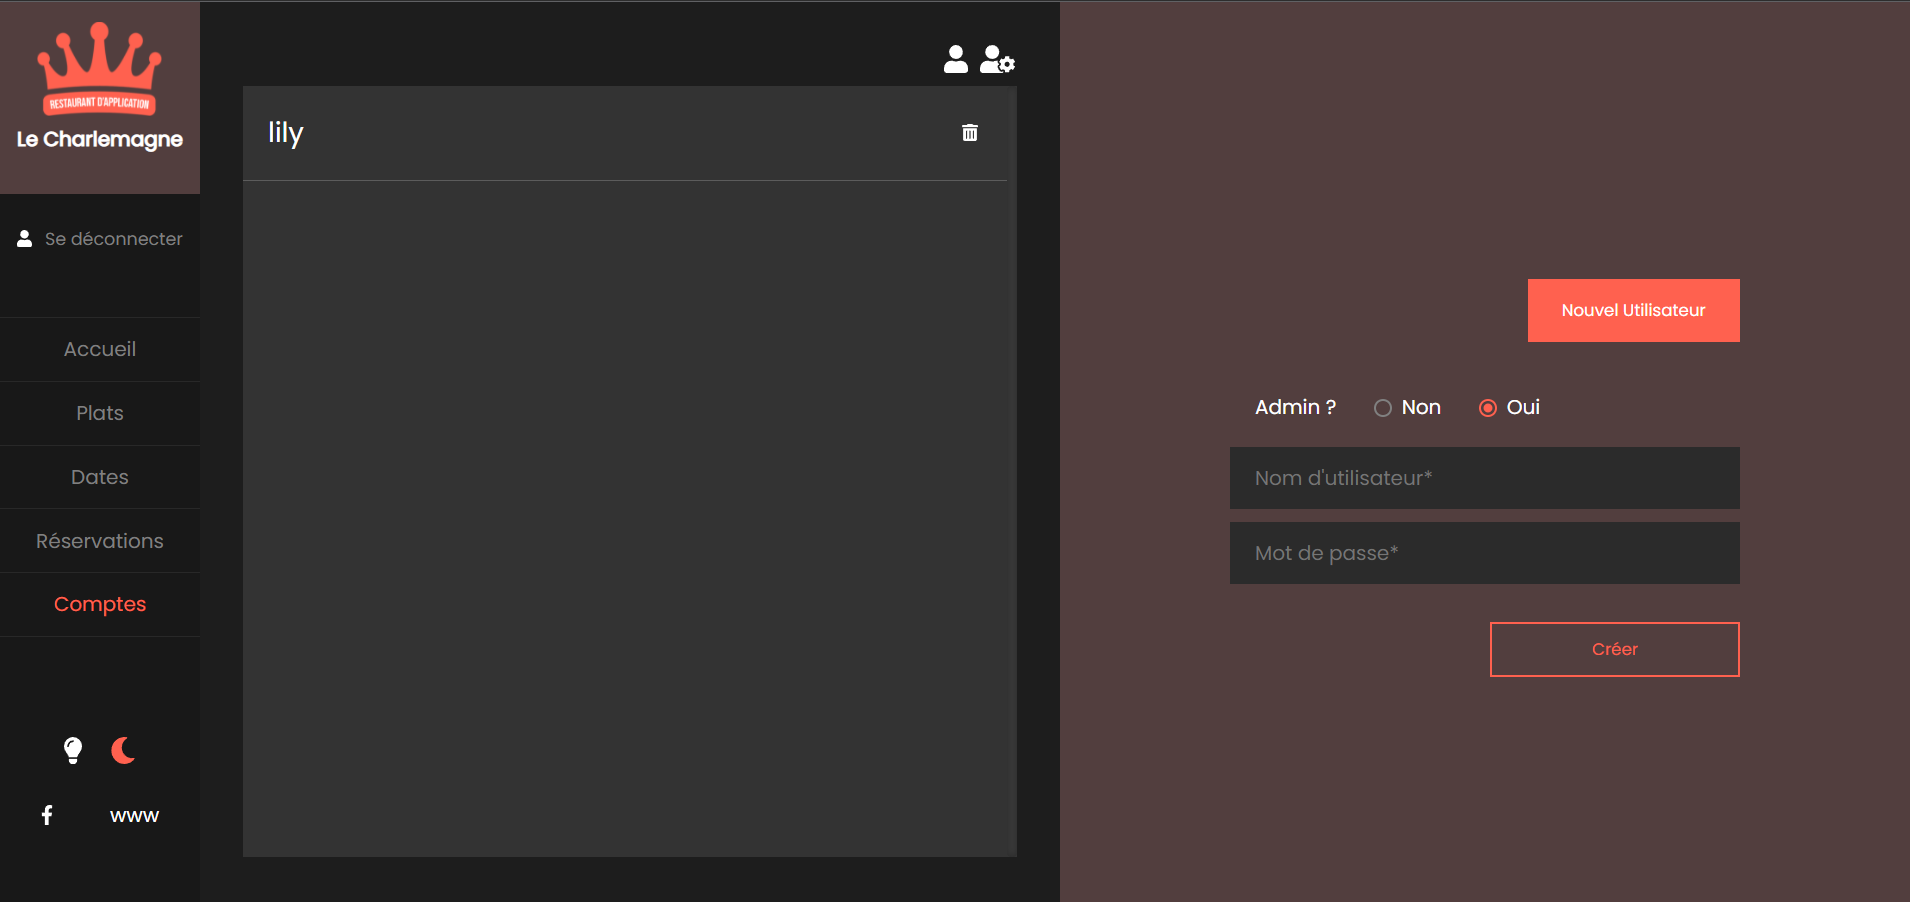 RESTAURANT D'APPLICATION
Le Charlemagne
Se déconnecter
Accueil
Plats
Dates
Réservations
Comptes
www
lily
Nouvel Utilisateur
Admin ? Non Oui
Nom d'utilisateur*
Mot de passe*
Créer